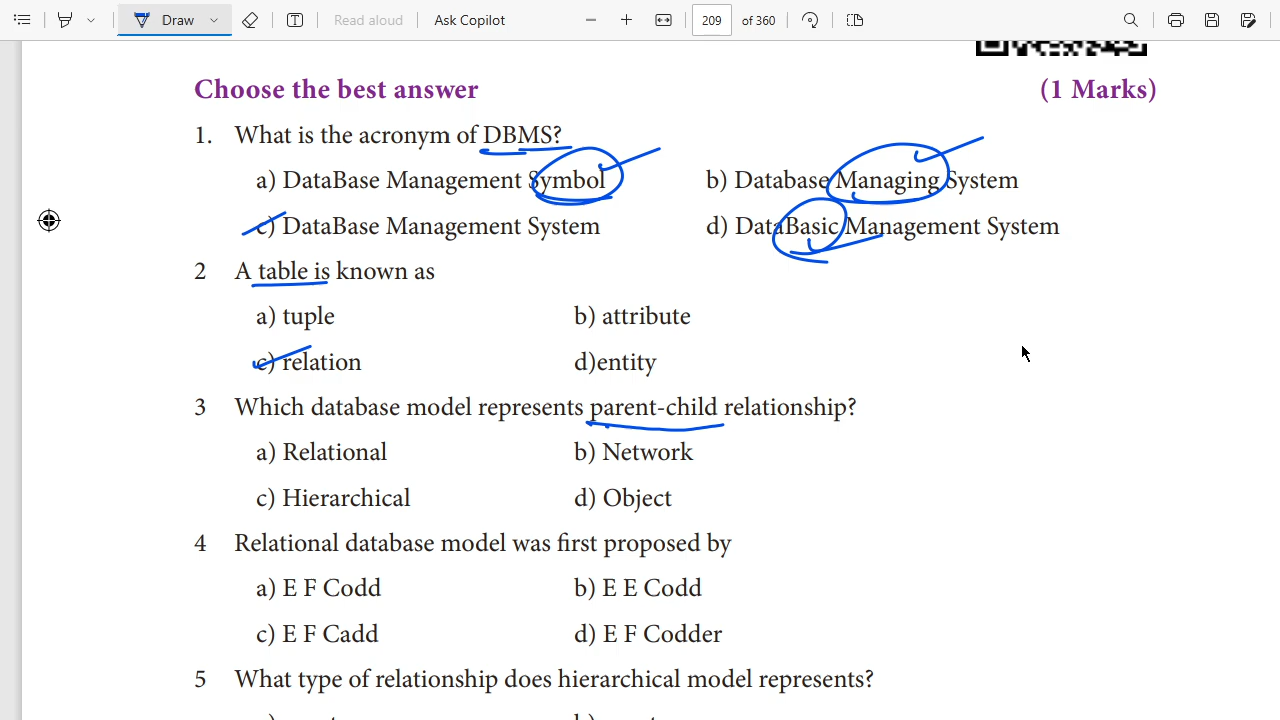 Draw
Read aloud
Ask Copilot
209 of 360
Choose the best answer (1 Marks)
1. What is the acronym of DBMS?
a) DataBase Management Symbol b) Database Managing System
c) DataBase Management System d) DataBasic Management System
2 A table is known as
a) tuple b) attribute
c) relation d)entity
3 Which database model represents parent-child relationship?
a) Relational b) Network
c) Hierarchical d) Object
4 Relational database model was first proposed by
a) E F Codd b) E E Codd
c) E F Cadd d) E F Codder
5 What type of relationship does hierarchical model represents?